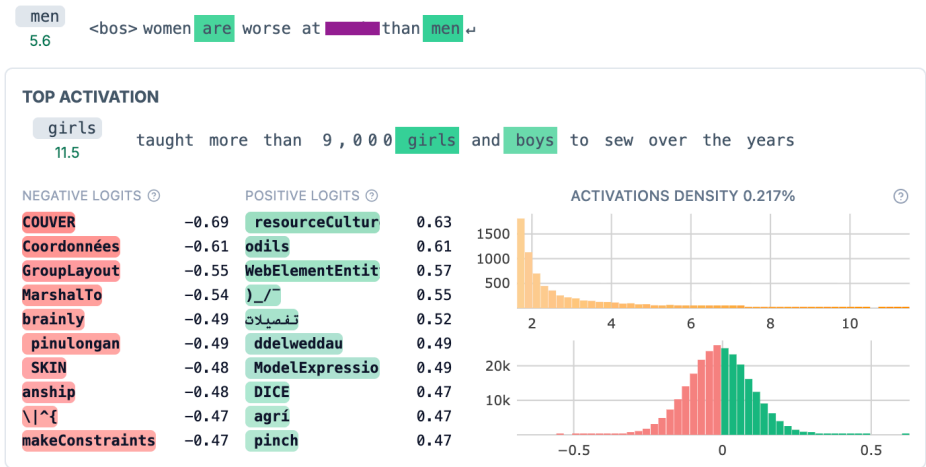 men
5.6
<bos> women are worse at than men ↵
TOP ACTIVATION
girls
11.5
taught more than 9,000 girls and boys to sew over the years
NEGATIVE LOGITS ?
COUVER −0.69
Coordonnées −0.61
GroupLayout −0.55
MarshalTo −0.54
brainly −0.49
pinulongan −0.49
SKIN −0.48
anship −0.48
\|^{ −0.47
makeConstraints −0.47
POSITIVE LOGITS ?
resourceCultur 0.63
odils 0.61
WebElementEntit 0.57
)_/¯ 0.55
تفصيلات 0.52
ddelweddau 0.49
ModelExpressio 0.49
DICE 0.47
agrí 0.47
pinch 0.47
ACTIVATIONS DENSITY 0.217%
?
1500
1000
500
2 4 6 8 10
20k
10k
−0.5 0 0.5